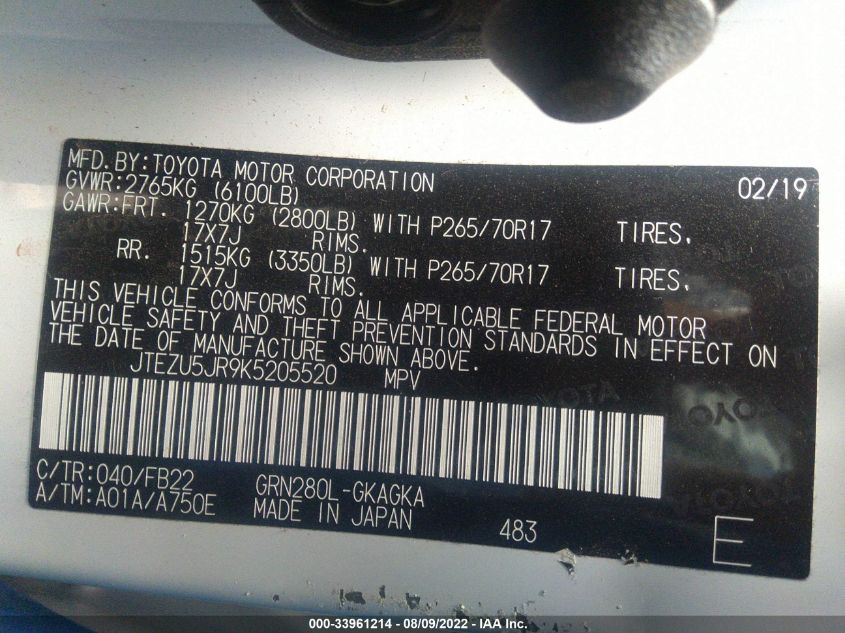 MFD. BY: TOYOTA MOTOR CORPORATION 02/19
GVWR: 2765KG (6100LB)
GAWR: FRT. 1270KG (2800LB) WITH P265/70R17 TIRES,
17X7J RIMS.
RR. 1515KG (3350LB) WITH P265/70R17 TIRES,
17X7J RIMS.
THIS VEHICLE CONFORMS TO ALL APPLICABLE FEDERAL MOTOR
VEHICLE SAFETY AND THEFT PREVENTION STANDARDS IN EFFECT ON
THE DATE OF MANUFACTURE SHOWN ABOVE.
JTEZU5JR9K5205520 MPV
TOYOTA TOYOTA
TOYOTA
C/TR: 040/FB22 GRN280L-GKAGKA
A/TM: A01A/A750E MADE IN JAPAN 483 E
000-33961214 - 08/09/2022 - IAA Inc.